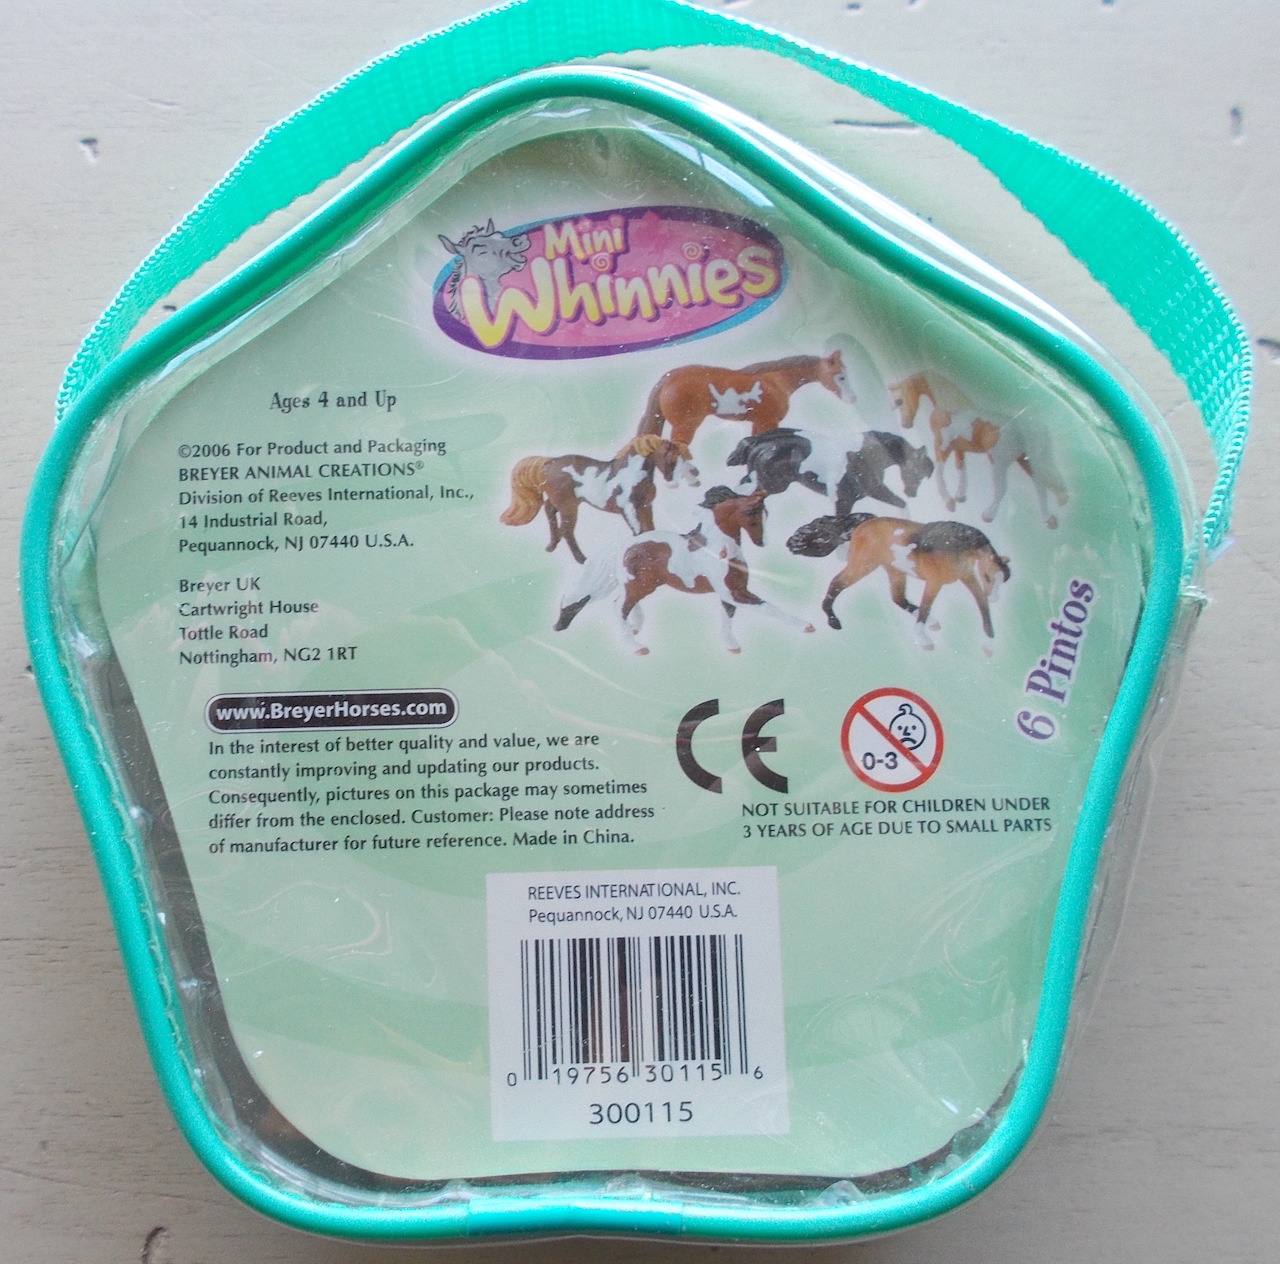 Mini
Whinnies
Ages 4 and Up
©2006 For Product and Packaging
BREYER ANIMAL CREATIONS®
Division of Reeves International, Inc.,
14 Industrial Road,
Pequannock, NJ 07440 U.S.A.
Breyer UK
Cartwright House
Tottle Road
Nottingham, NG2 1RT
6 Pintos
www.BreyerHorses.com
In the interest of better quality and value, we are
constantly improving and updating our products.
Consequently, pictures on this package may sometimes
differ from the enclosed. Customer: Please note address
of manufacturer for future reference. Made in China.
CE
0-3
NOT SUITABLE FOR CHILDREN UNDER
3 YEARS OF AGE DUE TO SMALL PARTS
REEVES INTERNATIONAL, INC.
Pequannock, NJ 07440 U.S.A.
0 19756 30115 6
300115